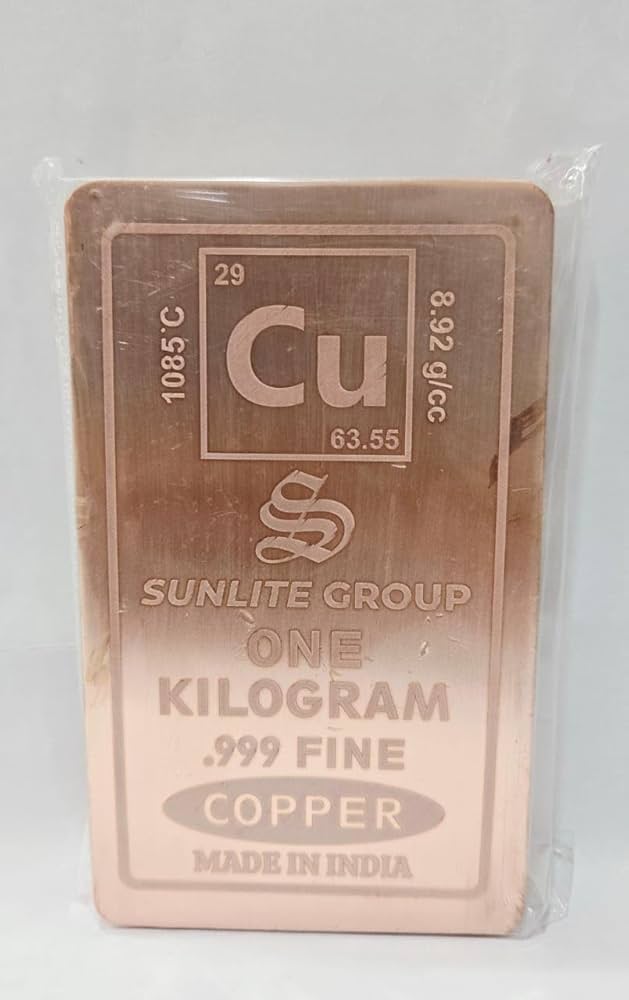 29
Cu
63.55
1085°C
8.92 g/cc
S
SUNLITE GROUP
ONE
KILOGRAM
.999 FINE
COPPER
MADE IN INDIA